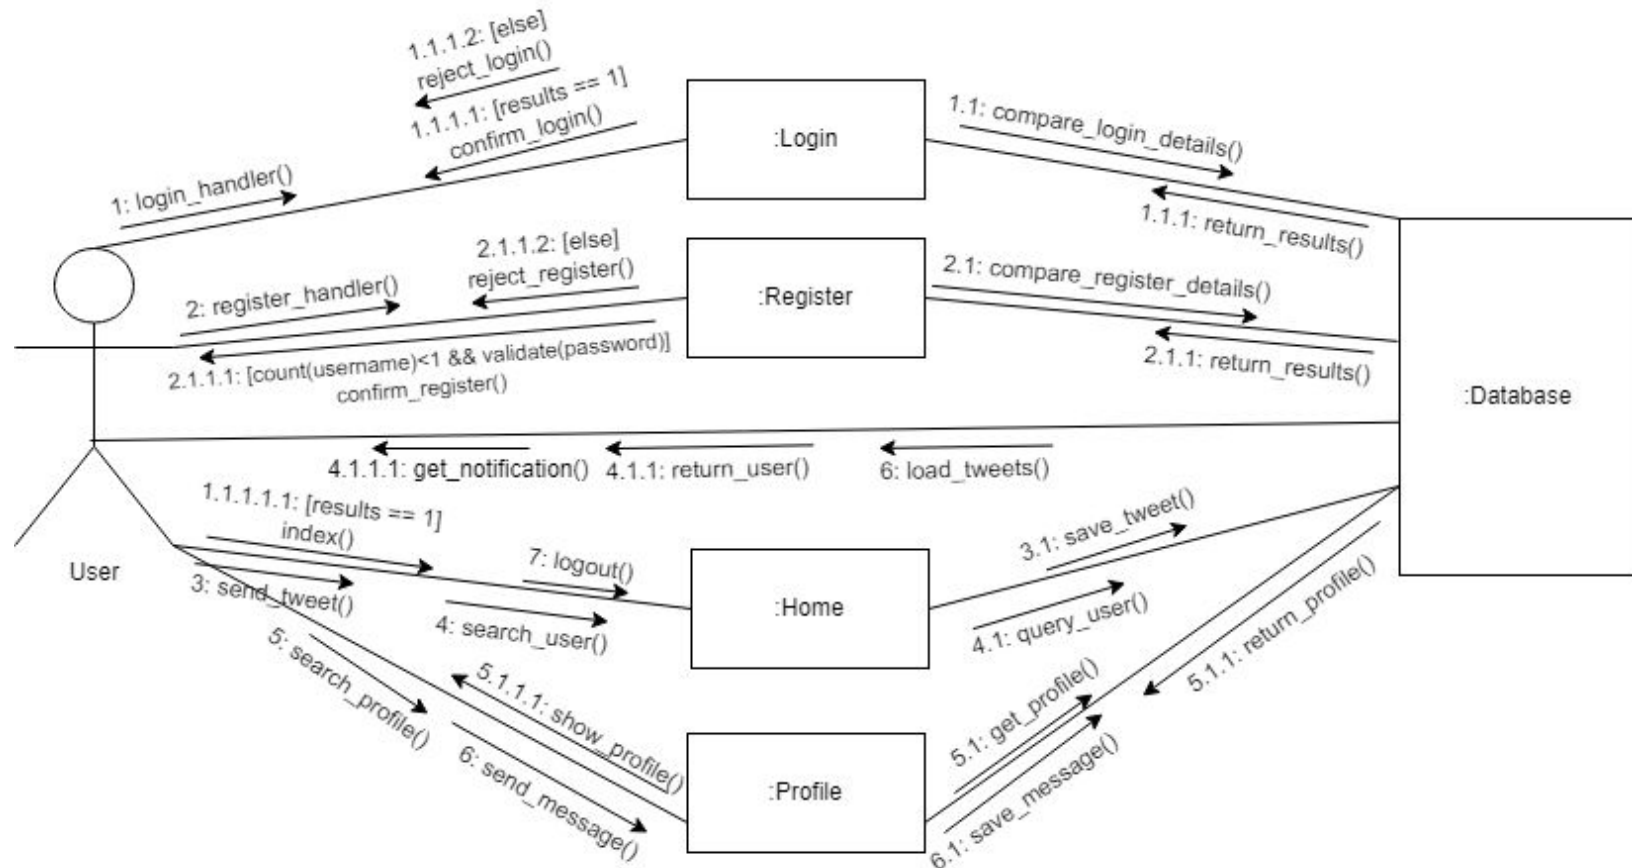 1.1.1.2: [else]
reject_login()
1.1.1.1: [results == 1]
confirm_login()
1: login_handler()
:Login
1.1: compare_login_details()
1.1.1: return_results()
2.1.1.2: [else]
reject_register()
2: register_handler()
2.1.1.1: [count(username)<1 && validate(password)]
confirm_register()
:Register
2.1: compare_register_details()
2.1.1: return_results()
:Database
4.1.1.1: get_notification()
4.1.1: return_user()
6: load_tweets()
User
1.1.1.1.1: [results == 1]
index()
3: send_tweet()
7: logout()
4: search_user()
:Home
3.1: save_tweet()
4.1: query_user()
5: search_profile()
5.1.1.1: show_profile()
6: send_message()
:Profile
5.1: get_profile()
5.1.1: return_profile()
6.1: save_message()